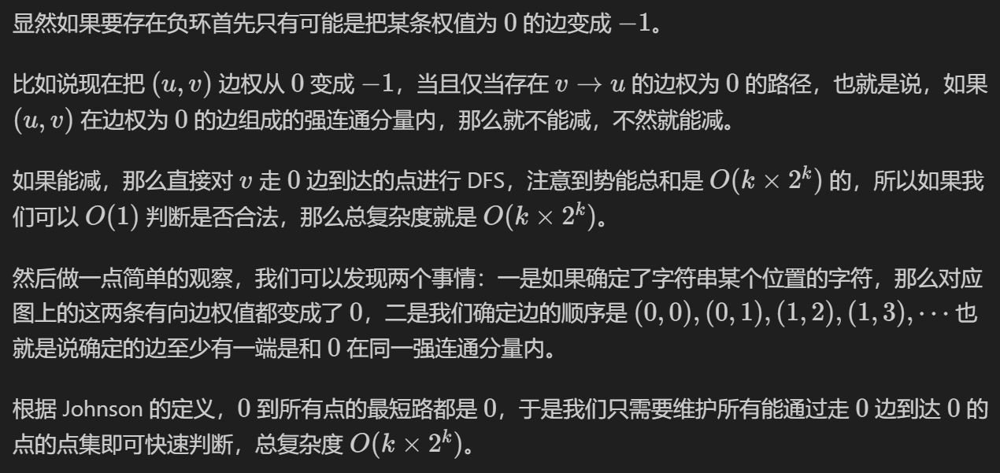 显然如果要存在负环首先只有可能是把某条权值为 0 的边变成 −1。
比如说现在把 (u, v) 边权从 0 变成 −1，当且仅当存在 v → u 的边权为 0 的路径，也就是说，如果
(u, v) 在边权为 0 的边组成的强连通分量内，那么就不能减，不然就能减。
如果能减，那么直接对 v 走 0 边到达的点进行 DFS，注意到势能总和是 O(k × 2^k) 的，所以如果我
们可以 O(1) 判断是否合法，那么总复杂度就是 O(k × 2^k)。
然后做一点简单的观察，我们可以发现两个事情：一是如果确定了字符串某个位置的字符，那么对应
图上的这两条有向边权值都变成了 0，二是我们确定边的顺序是 (0, 0), (0, 1), (1, 2), (1, 3), ⋯ 也
就是说确定的边至少有一端是和 0 在同一强连通分量内。
根据 Johnson 的定义，0 到所有点的最短路都是 0，于是我们只需要维护所有能通过走 0 边到达 0 的
点的点集即可快速判断，总复杂度 O(k × 2^k)。